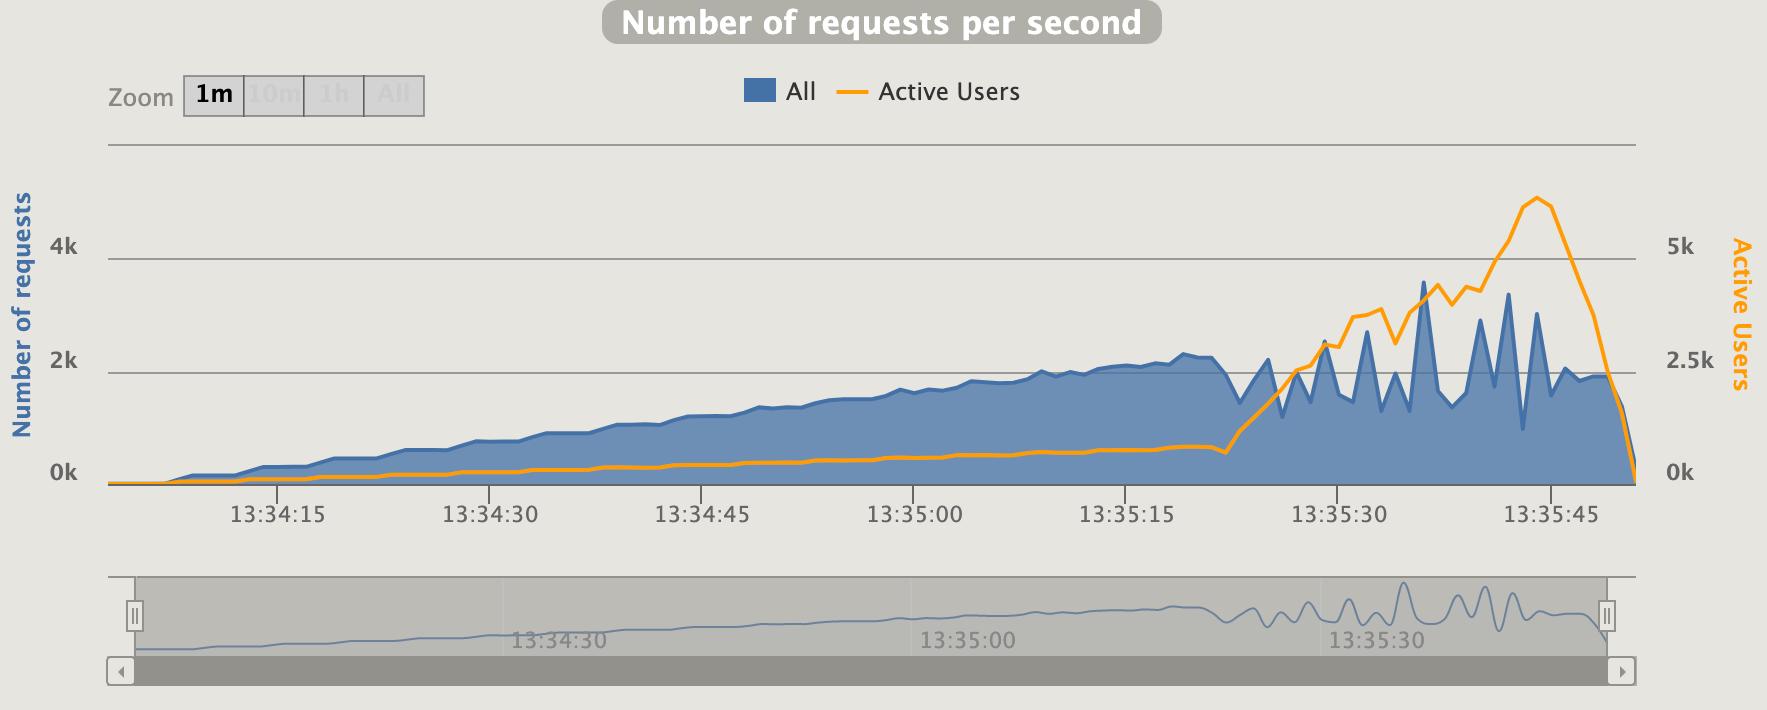 Number of requests per second
Zoom 1m 10m 1h All
All Active Users
Number of requests
4k
2k
0k
5k
2.5k
0k
Active Users
13:34:15 13:34:30 13:34:45 13:35:00 13:35:15 13:35:30 13:35:45
13:34:30 13:35:00 13:35:30